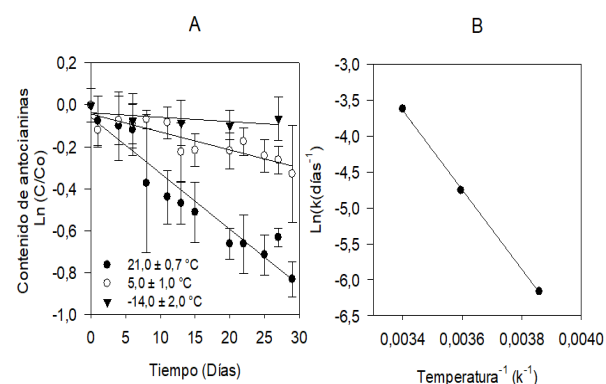 A
Contenido de antocianinas
Ln (C/Co)
0,2
0,0
-0,2
-0,4
-0,6
-0,8
-1,0
21,0 ± 0,7 °C
5,0 ± 1,0 °C
-14,0 ± 2,0 °C
0 5 10 15 20 25 30
Tiempo (Días)
B
Ln(k(días⁻¹)
-3,0
-3,5
-4,0
-4,5
-5,0
-5,5
-6,0
-6,5
0,0034 0,0036 0,0038 0,0040
Temperatura⁻¹ (k⁻¹)